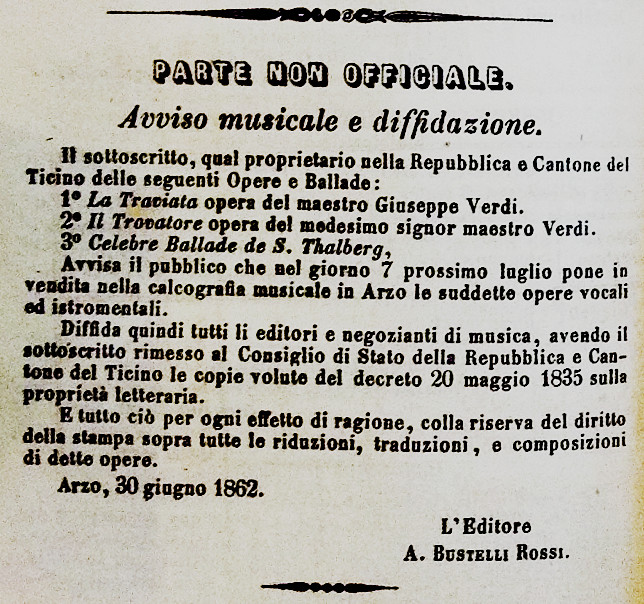 PARTE NON OFFICIALE.
Avviso musicale e diffidazione.
Il sottoscritto, qual proprietario nella Repubblica e Cantone del
Ticino delle seguenti Opere e Ballade:
1º La Traviata opera del maestro Giuseppe Verdi.
2º Il Trovatore opera del medesimo signor maestro Verdi.
3º Celebre Ballade de S. Thalberg,
Avvisa il pubblico che nel giorno 7 prossimo luglio pone in
vendita nella calcografia musicale in Arzo le suddette opere vocali
ed istromentali.
Diffida quindi tutti li editori e negozianti di musica, avendo il
sottoscritto rimesso al Consiglio di Stato della Repubblica e Can-
tone del Ticino le copie volute del decreto 20 maggio 1835 sulla
proprietà letteraria.
E tutto ciò per ogni effetto di ragione, colla riserva del diritto
della stampa sopra tutte le riduzioni, traduzioni, e composizioni
di dette opere.
Arzo, 30 giugno 1862.
L'Editore
A. BUSTELLI ROSSI.